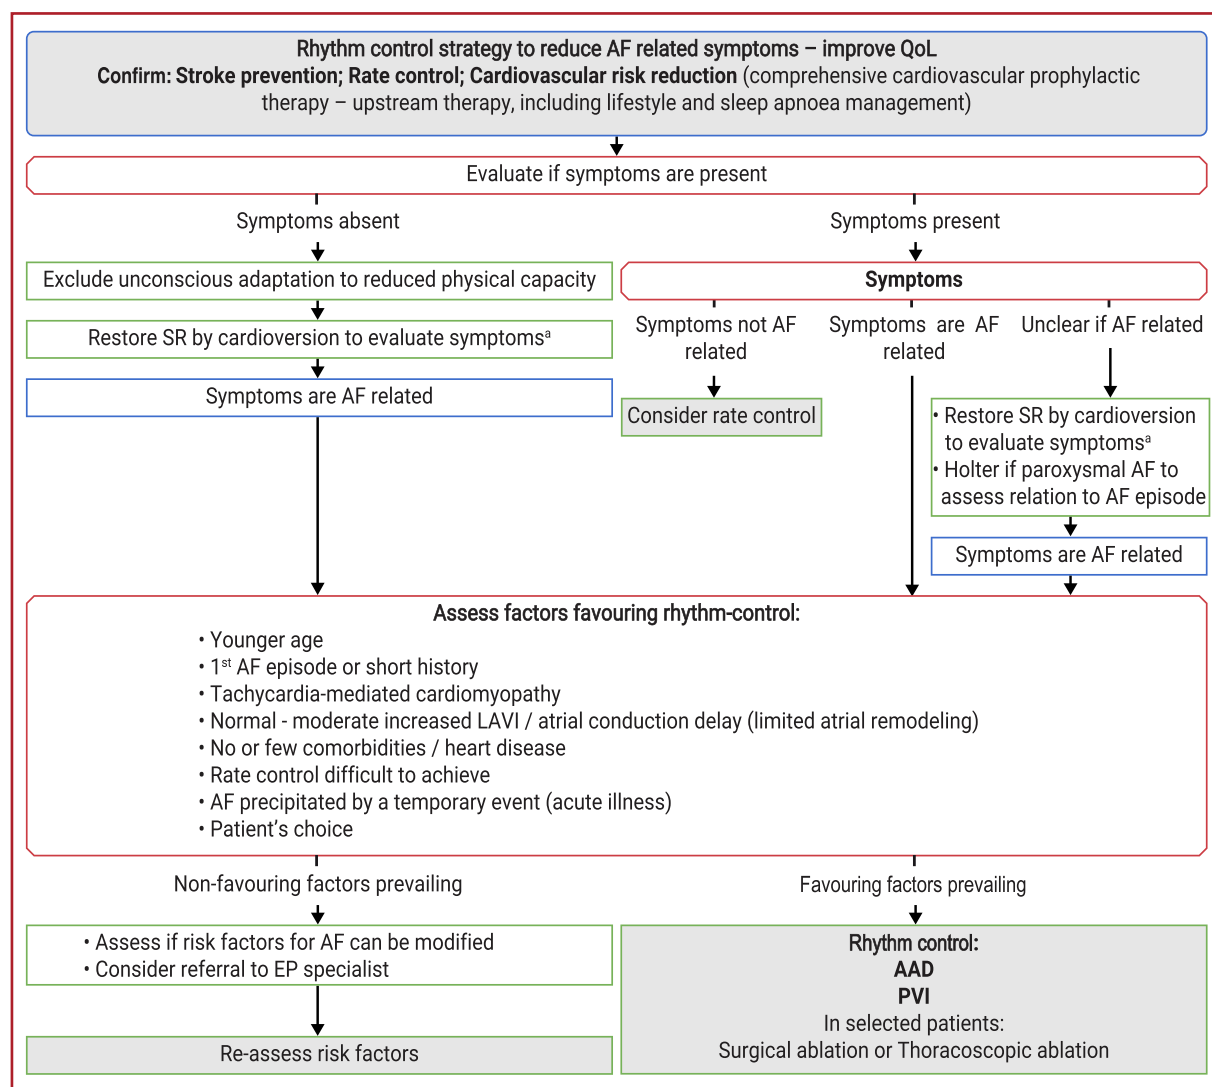 Rhythm control strategy to reduce AF related symptoms – improve QoL
Confirm: Stroke prevention; Rate control; Cardiovascular risk reduction (comprehensive cardiovascular prophylactic
therapy – upstream therapy, including lifestyle and sleep apnoea management)
Evaluate if symptoms are present
Symptoms absent
Symptoms present
Exclude unconscious adaptation to reduced physical capacity
Restore SR by cardioversion to evaluate symptomsᵃ
Symptoms are AF related
Symptoms
Symptoms not AF
related
Consider rate control
Symptoms are AF
related
Unclear if AF related
• Restore SR by cardioversion
to evaluate symptomsᵃ
• Holter if paroxysmal AF to
assess relation to AF episode
Symptoms are AF related
Assess factors favouring rhythm-control:
• Younger age
• 1ˢᵗ AF episode or short history
• Tachycardia-mediated cardiomyopathy
• Normal - moderate increased LAVI / atrial conduction delay (limited atrial remodeling)
• No or few comorbidities / heart disease
• Rate control difficult to achieve
• AF precipitated by a temporary event (acute illness)
• Patient’s choice
Non-favouring factors prevailing
• Assess if risk factors for AF can be modified
• Consider referral to EP specialist
Re-assess risk factors
Favouring factors prevailing
Rhythm control:
AAD
PVI
In selected patients:
Surgical ablation or Thoracoscopic ablation